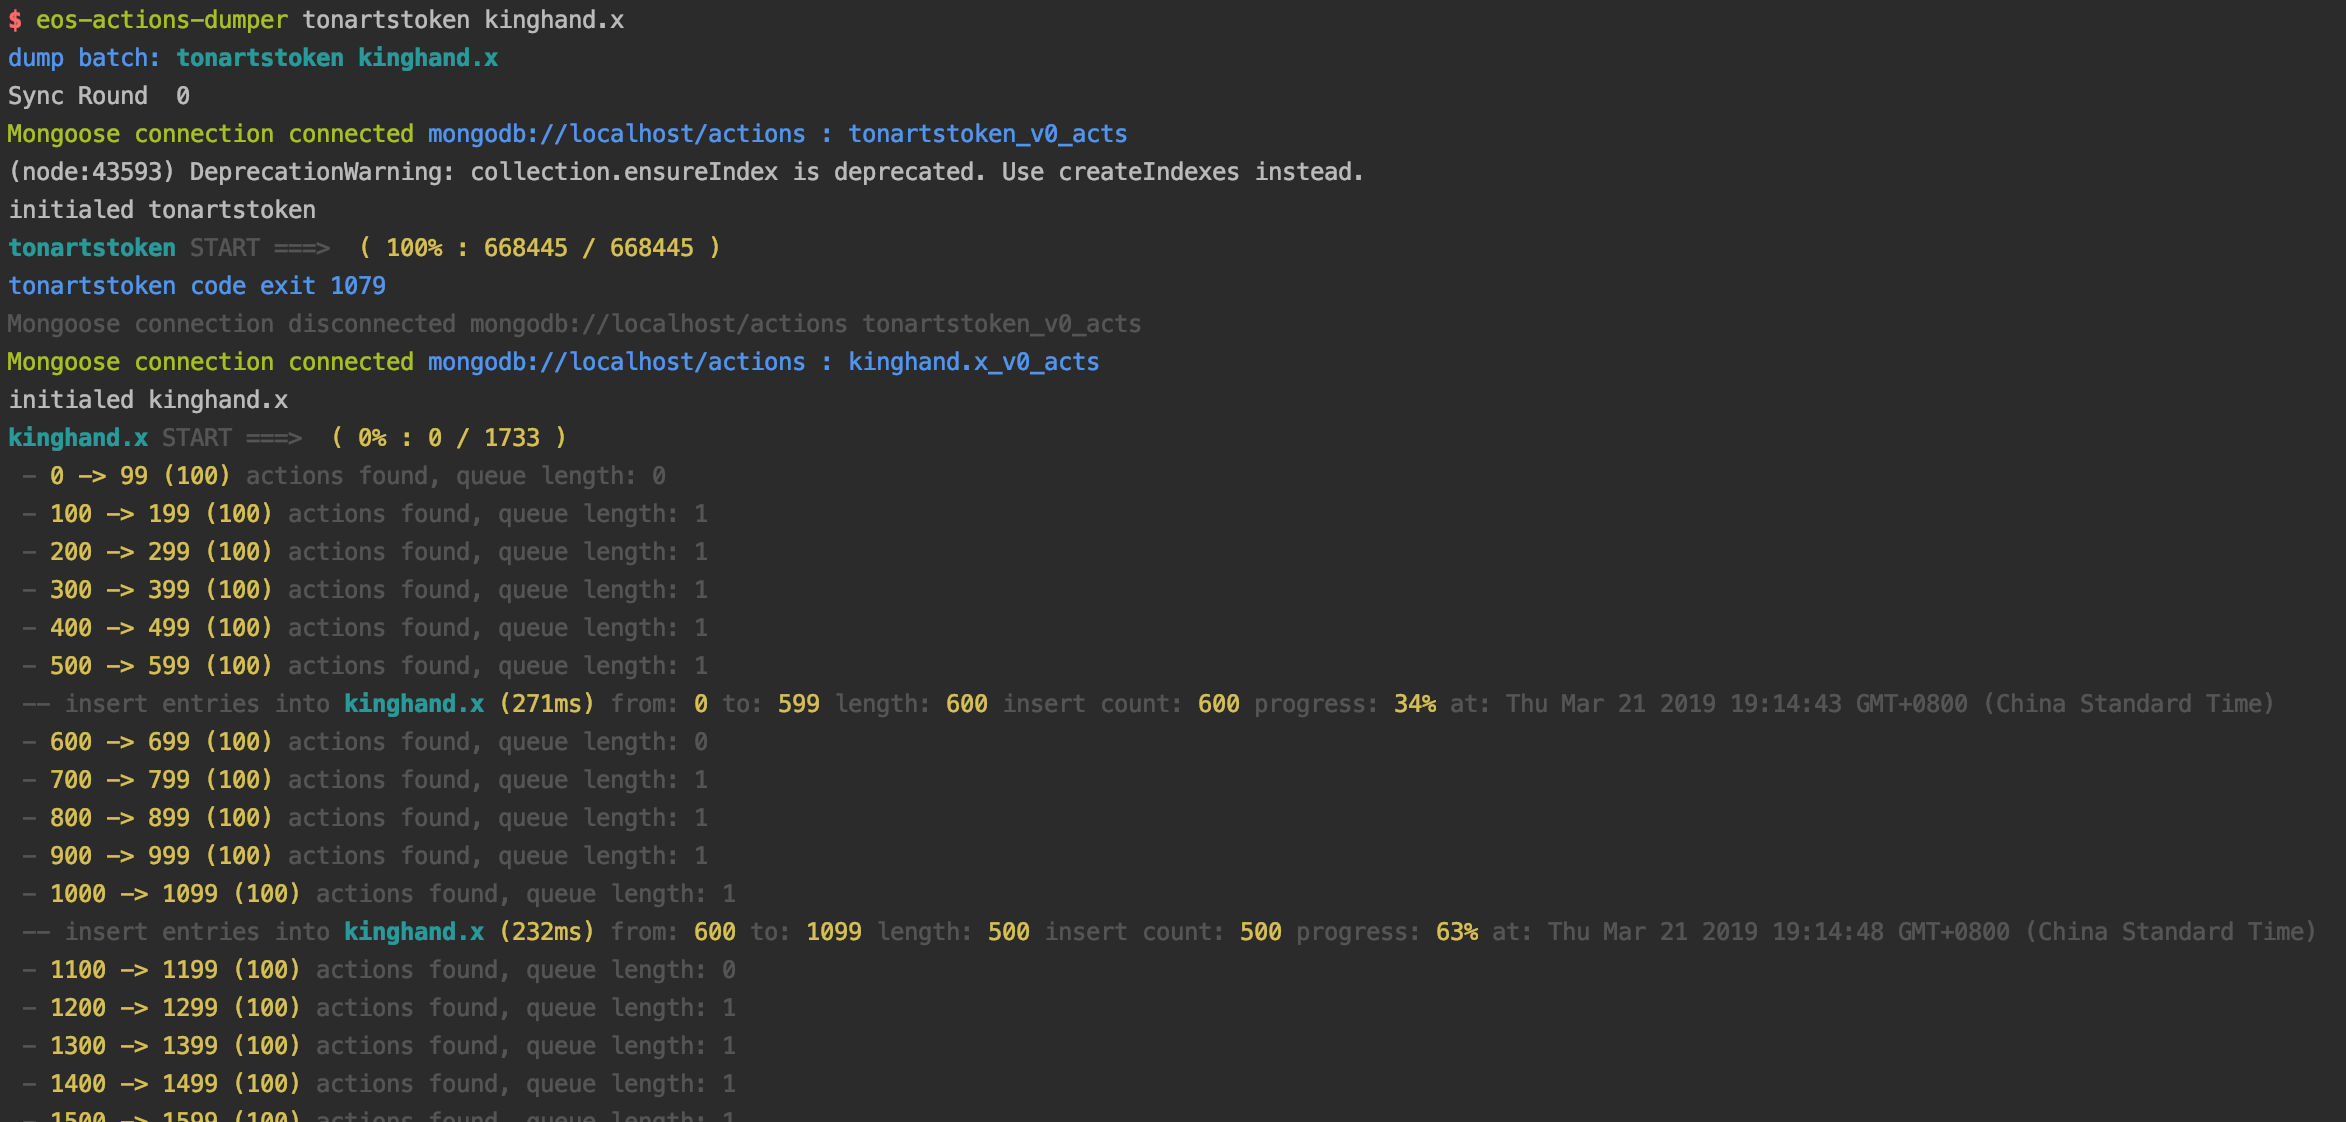 $ eos-actions-dumper tonartstoken kinghand.x
dump batch: tonartstoken kinghand.x
Sync Round  0
Mongoose connection connected mongodb://localhost/actions : tonartstoken_v0_acts
(node:43593) DeprecationWarning: collection.ensureIndex is deprecated. Use createIndexes instead.
initialed tonartstoken
tonartstoken START ===>  ( 100% : 668445 / 668445 )
tonartstoken code exit 1079
Mongoose connection disconnected mongodb://localhost/actions tonartstoken_v0_acts
Mongoose connection connected mongodb://localhost/actions : kinghand.x_v0_acts
initialed kinghand.x
kinghand.x START ===>  ( 0% : 0 / 1733 )
 - 0 -> 99 (100) actions found, queue length: 0
 - 100 -> 199 (100) actions found, queue length: 1
 - 200 -> 299 (100) actions found, queue length: 1
 - 300 -> 399 (100) actions found, queue length: 1
 - 400 -> 499 (100) actions found, queue length: 1
 - 500 -> 599 (100) actions found, queue length: 1
 -- insert entries into kinghand.x (271ms) from: 0 to: 599 length: 600 insert count: 600 progress: 34% at: Thu Mar 21 2019 19:14:43 GMT+0800 (China Standard Time)
 - 600 -> 699 (100) actions found, queue length: 0
 - 700 -> 799 (100) actions found, queue length: 1
 - 800 -> 899 (100) actions found, queue length: 1
 - 900 -> 999 (100) actions found, queue length: 1
 - 1000 -> 1099 (100) actions found, queue length: 1
 -- insert entries into kinghand.x (232ms) from: 600 to: 1099 length: 500 insert count: 500 progress: 63% at: Thu Mar 21 2019 19:14:48 GMT+0800 (China Standard Time)
 - 1100 -> 1199 (100) actions found, queue length: 0
 - 1200 -> 1299 (100) actions found, queue length: 1
 - 1300 -> 1399 (100) actions found, queue length: 1
 - 1400 -> 1499 (100) actions found, queue length: 1
 - 1500 -> 1599 (100) actions found, queue length: 1